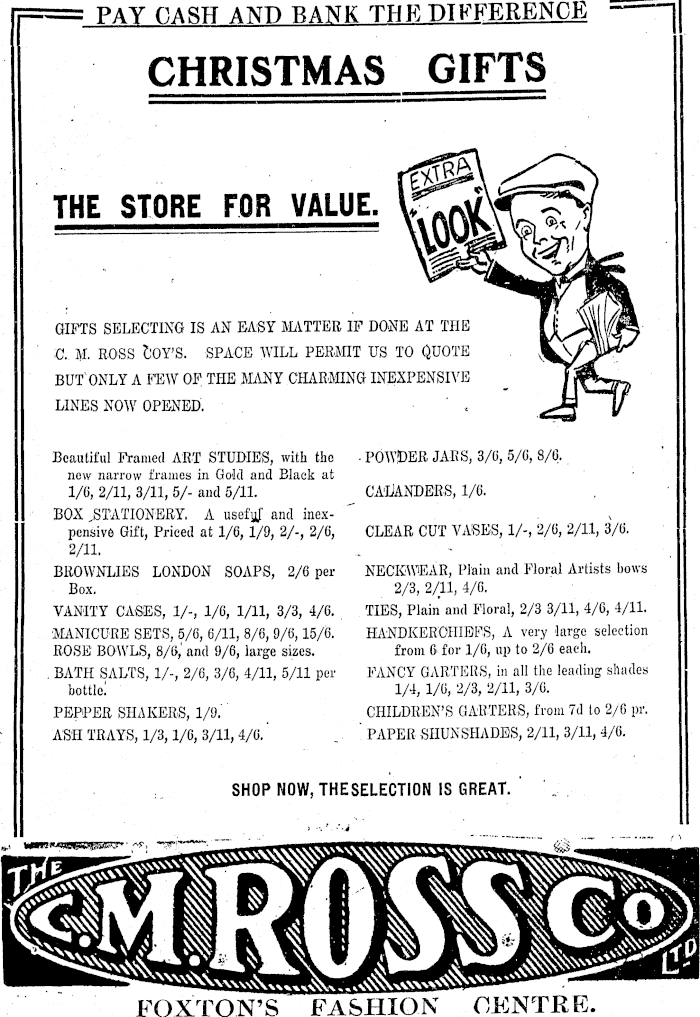 PAY CASH AND BANK THE DIFFERENCE
CHRISTMAS GIFTS
EXTRA
"LOOK"
THE STORE FOR VALUE.
GIFTS SELECTING IS AN EASY MATTER IF DONE AT THE
C. M. ROSS COY'S. SPACE WILL PERMIT US TO QUOTE
BUT ONLY A FEW OF THE MANY CHARMING INEXPENSIVE
LINES NOW OPENED.
Beautiful Framed ART STUDIES, with the
new narrow frames in Gold and Black at
1/6, 2/11, 3/11, 5/- and 5/11.
BOX STATIONERY. A useful and inex-
pensive Gift, Priced at 1/6, 1/9, 2/-, 2/6,
2/11.
BROWNLIES LONDON SOAPS, 2/6 per
Box.
VANITY CASES, 1/-, 1/6, 1/11, 3/3, 4/6.
MANICURE SETS, 5/6, 6/11, 8/6, 9/6, 15/6.
ROSE BOWLS, 8/6, and 9/6, large sizes.
BATH SALTS, 1/-, 2/6, 3/6, 4/11, 5/11 per
bottle.
PEPPER SHAKERS, 1/9.
ASH TRAYS, 1/3, 1/6, 3/11, 4/6.
POWDER JARS, 3/6, 5/6, 8/6.
CALANDERS, 1/6.
CLEAR CUT VASES, 1/-, 2/6, 2/11, 3/6.
NECKWEAR, Plain and Floral Artists bows
2/3, 2/11, 4/6.
TIES, Plain and Floral, 2/3 3/11, 4/6, 4/11.
HANDKERCHIEFS, A very large selection
from 6 for 1/6, up to 2/6 each.
FANCY GARTERS, in all the leading shades
1/4, 1/6, 2/3, 2/11, 3/6.
CHILDREN'S GARTERS, from 7d to 2/6 pr.
PAPER SHUNSHADES, 2/11, 3/11, 4/6.
SHOP NOW, THE SELECTION IS GREAT.
THE
C. M. ROSS CO
LTD
FOXTON'S FASHION CENTRE.